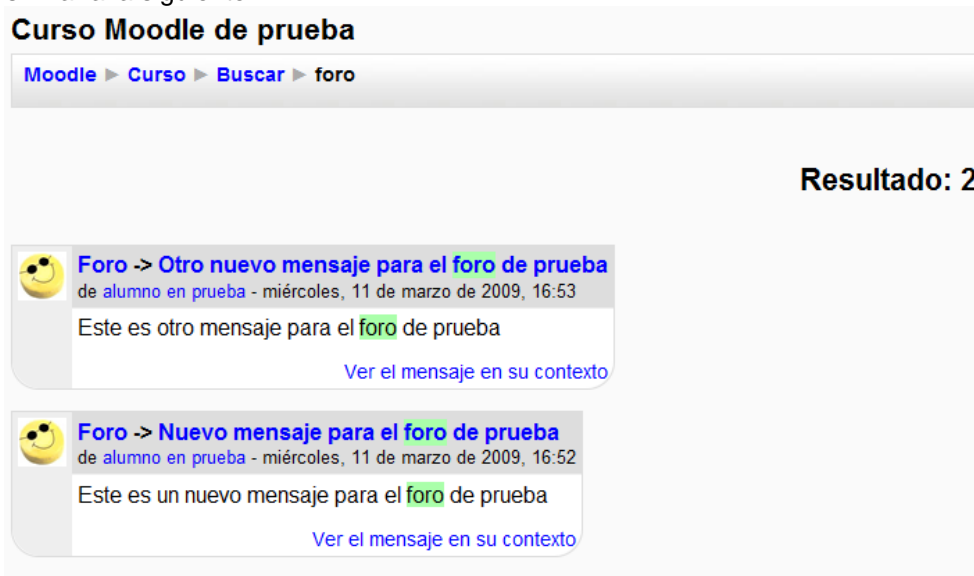 Curso Moodle de prueba
Moodle ► Curso ► Buscar ► foro
Resultado: 2
Foro -> Otro nuevo mensaje para el foro de prueba
de alumno en prueba - miércoles, 11 de marzo de 2009, 16:53
Este es otro mensaje para el foro de prueba
Ver el mensaje en su contexto
Foro -> Nuevo mensaje para el foro de prueba
de alumno en prueba - miércoles, 11 de marzo de 2009, 16:52
Este es un nuevo mensaje para el foro de prueba
Ver el mensaje en su contexto